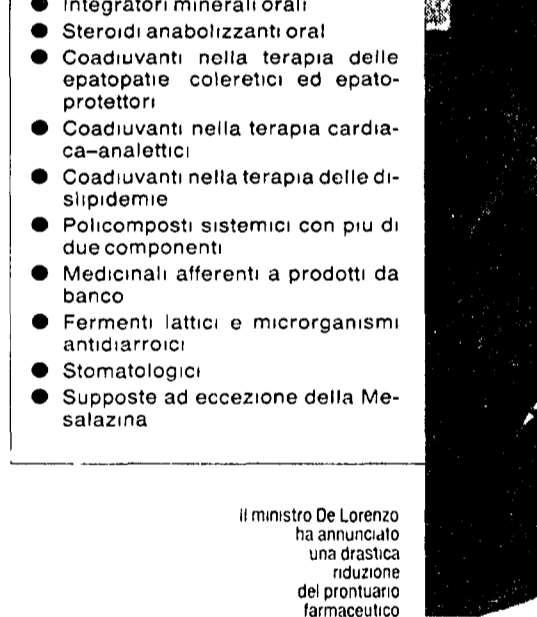 ● Integratori minerali orali
● Steroidi anabolizzanti oral
● Coadiuvanti nella terapia delle
epatopatie coleretici ed epato-
protettori
● Coadiuvanti nella terapia cardia-
ca–analettici
● Coadiuvanti nella terapia delle di-
slipidemie
● Policomposti sistemici con piu di
due componenti
● Medicinali afferenti a prodotti da
banco
● Fermenti lattici e microrganismi
antidiarroici
● Stomatologici
● Supposte ad eccezione della Me-
salazina
Il ministro De Lorenzo
ha annunciato
una drastica
riduzione
del prontuario
farmaceutico